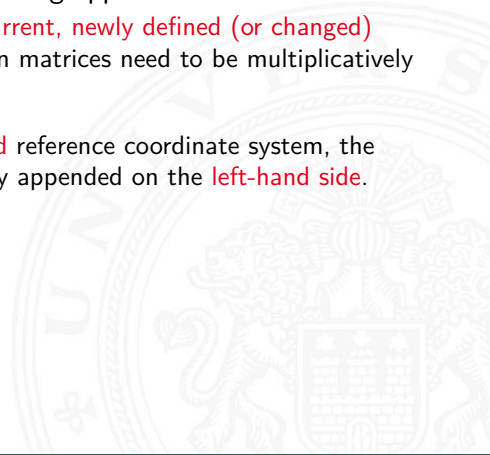 current, newly defined (or changed)
n matrices need to be multiplicatively
d reference coordinate system, the
y appended on the left-hand side.
U N I V E R S